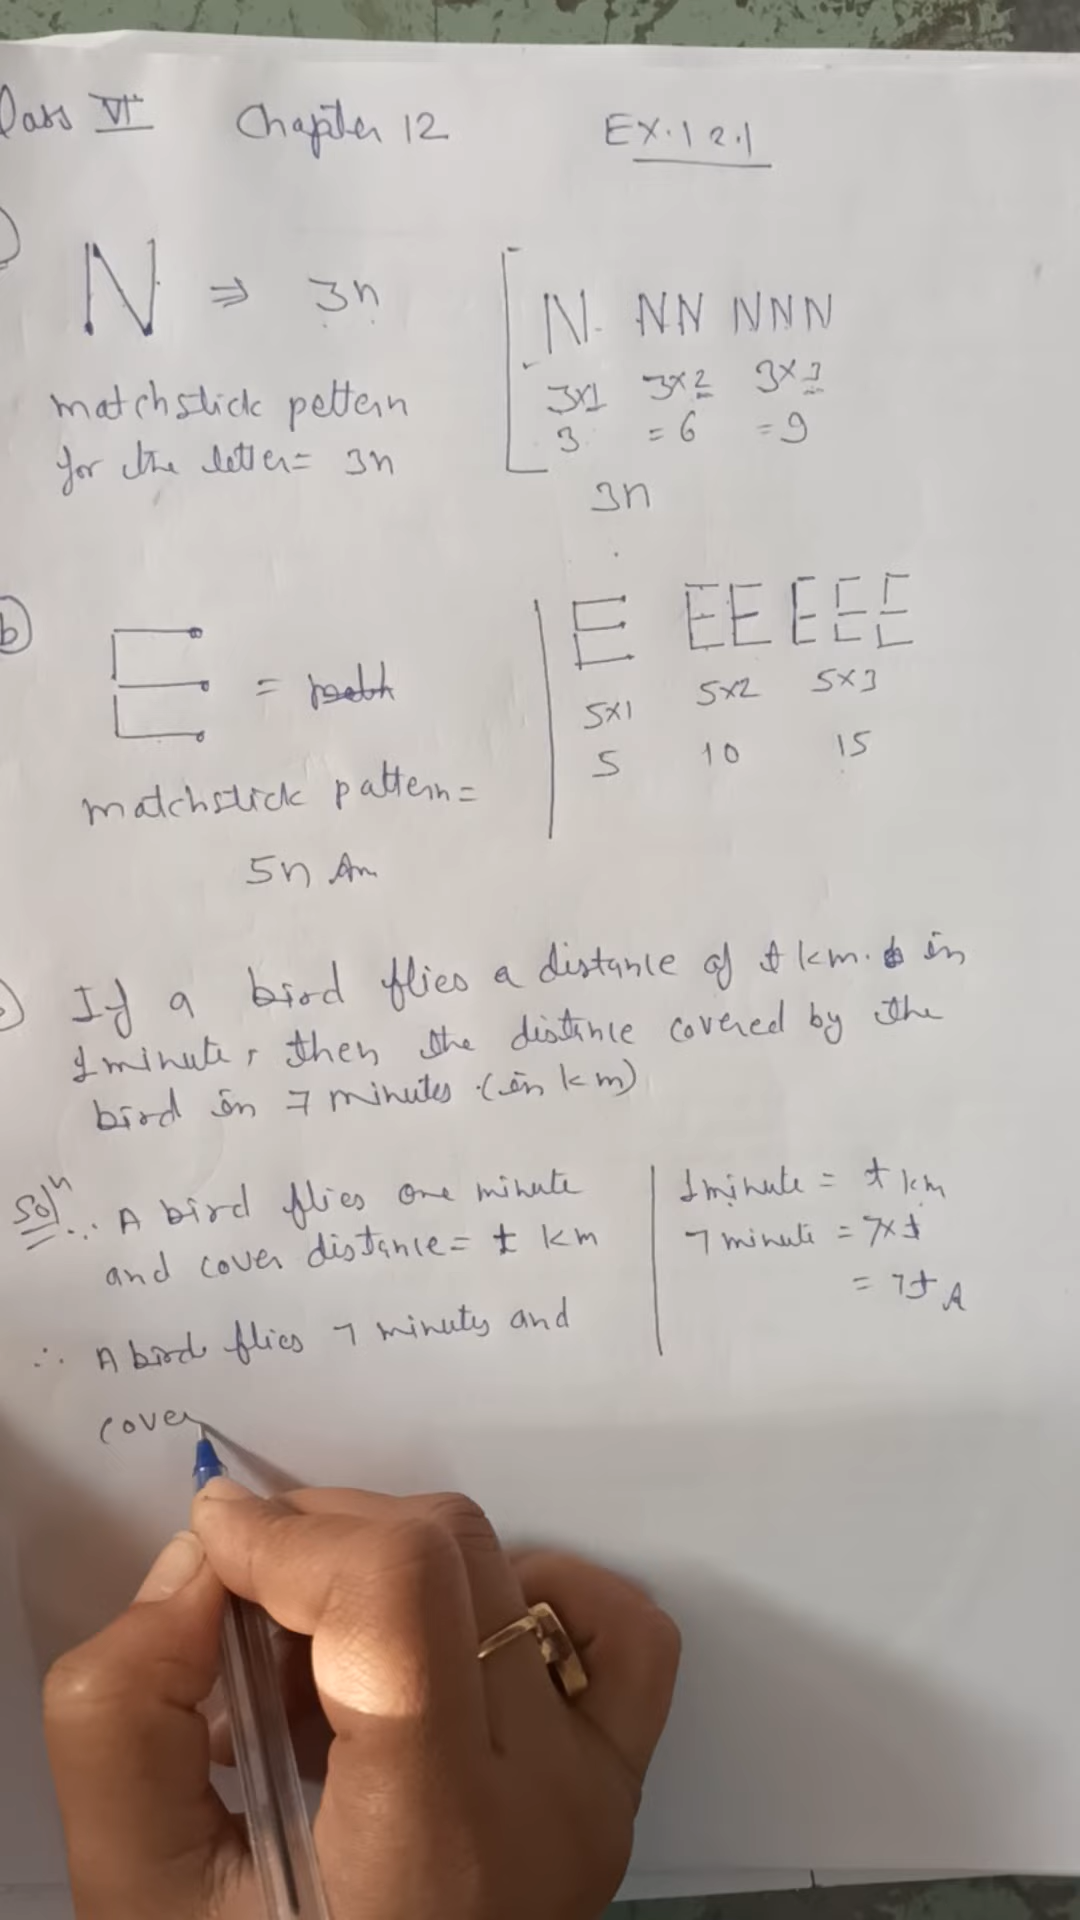 lass VI Chapter 12 EX.12.1
N ⇒ 3n
matchstick pettern
for the letter= 3n
N NN NNN
3×1 3×2 3×3
3 =6 =9
3n
b
E =
matchstick pattern=
5n Am
E EE EEE
5×1 5×2 5×3
5 10 15
If a bird flies a distance of t km. in
1 minute, then the distance covered by the
bird in 7 minutes (in km)
Solⁿ ∴ A bird flies one minute
and cover distance= t km
∴ A bird flies 7 minutes and
cover
1 minute = t km
7 minute = 7×t
= 7t A